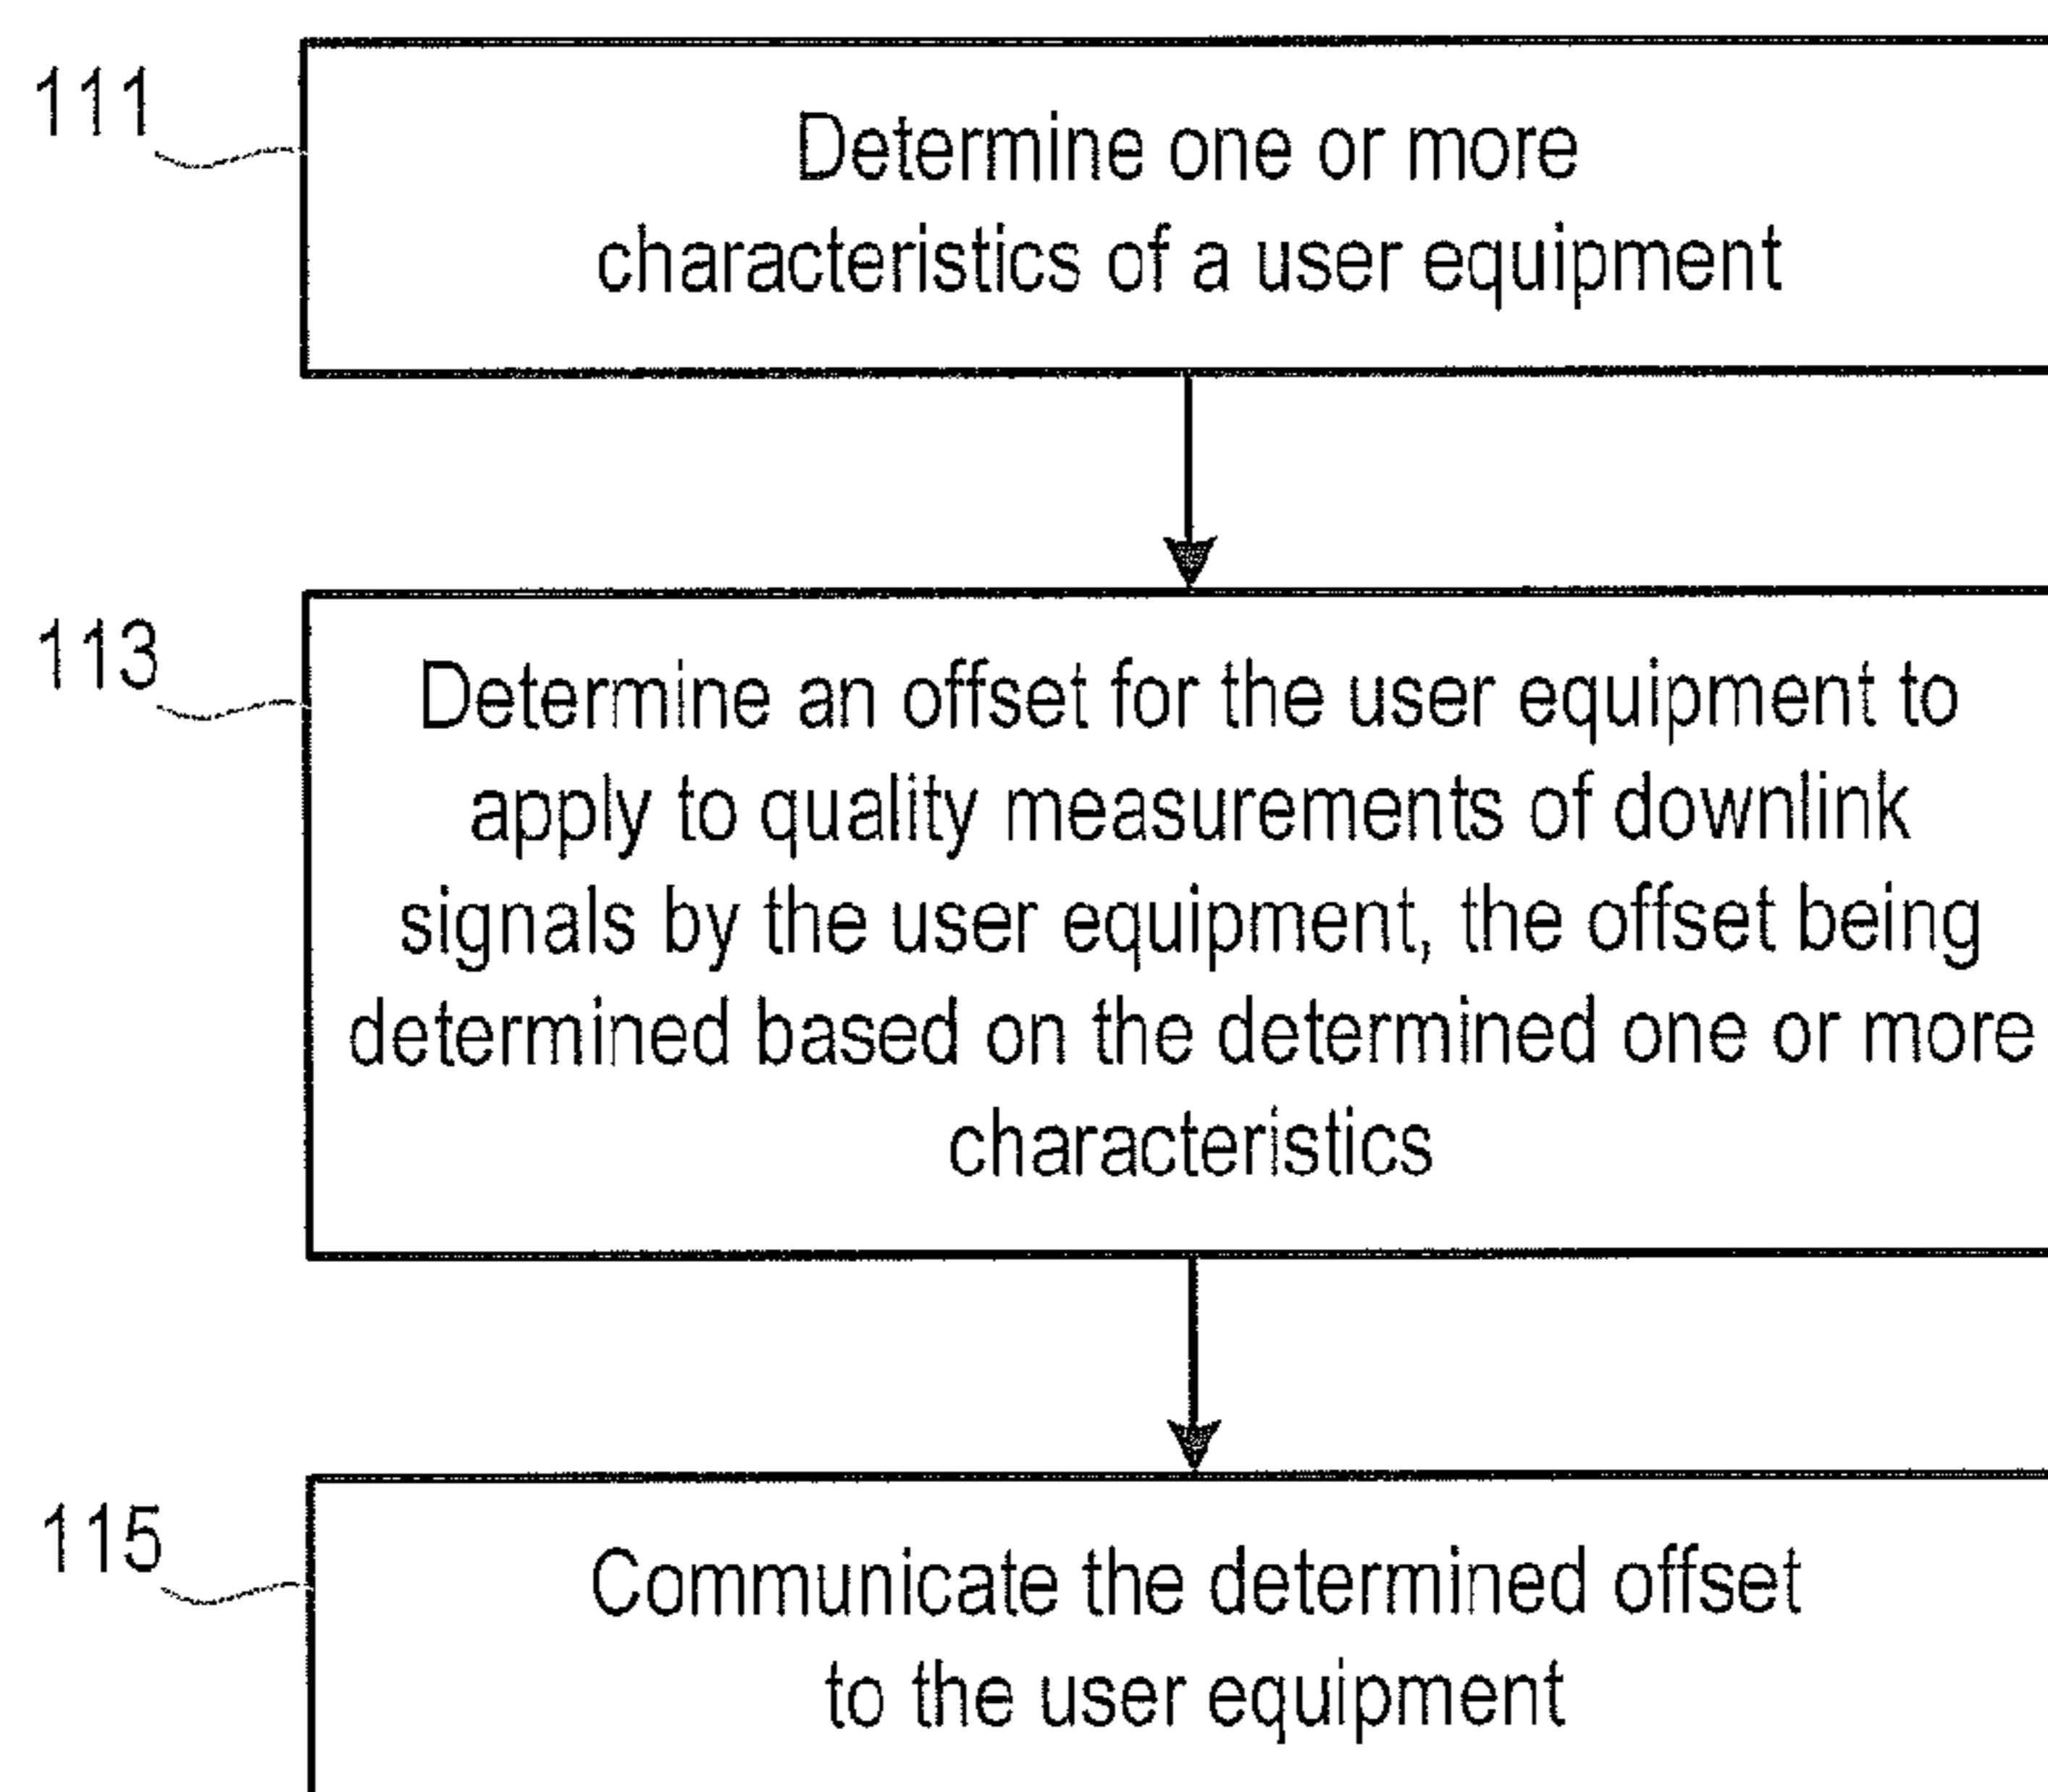 111
Determine one or more
characteristics of a user equipment
113
Determine an offset for the user equipment to
apply to quality measurements of downlink
signals by the user equipment, the offset being
determined based on the determined one or more
characteristics
115
Communicate the determined offset
to the user equipment